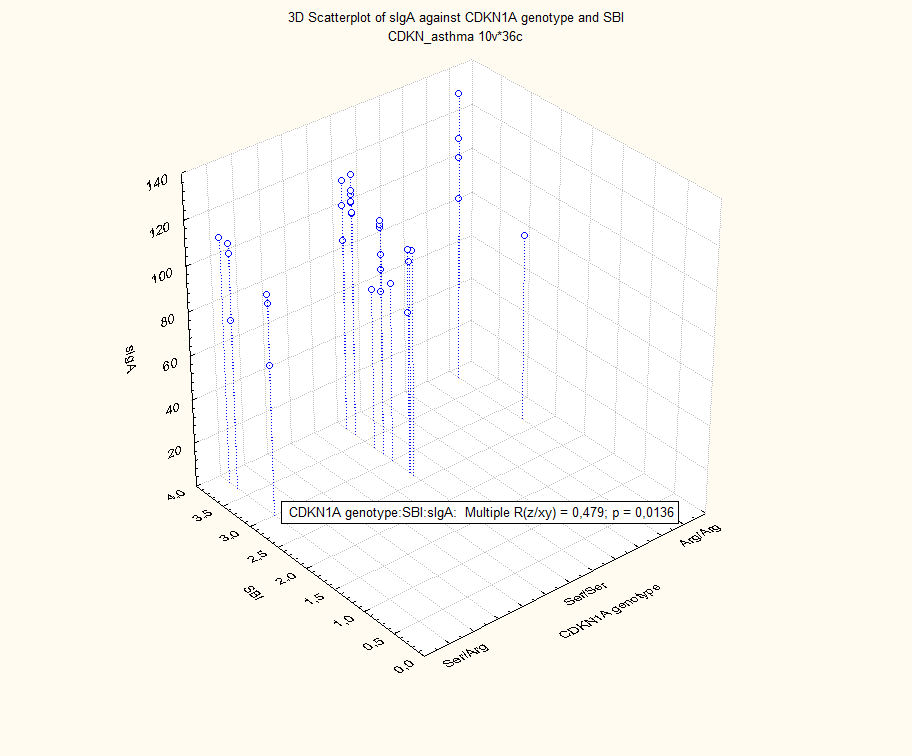 3D Scatterplot of sIgA against CDKN1A genotype and SBI
CDKN_asthma 10v*36c
140
120
100
80
60
40
20
sIgA
4,0
3,5
3,0
2,5
2,0
1,5
1,0
0,5
0,0
SBI
CDKN1A genotype:SBI:sIgA: Multiple R(z/xy) = 0,479; p = 0,0136
Arg/Arg
Ser/Ser
Ser/Arg
CDKN1A genotype